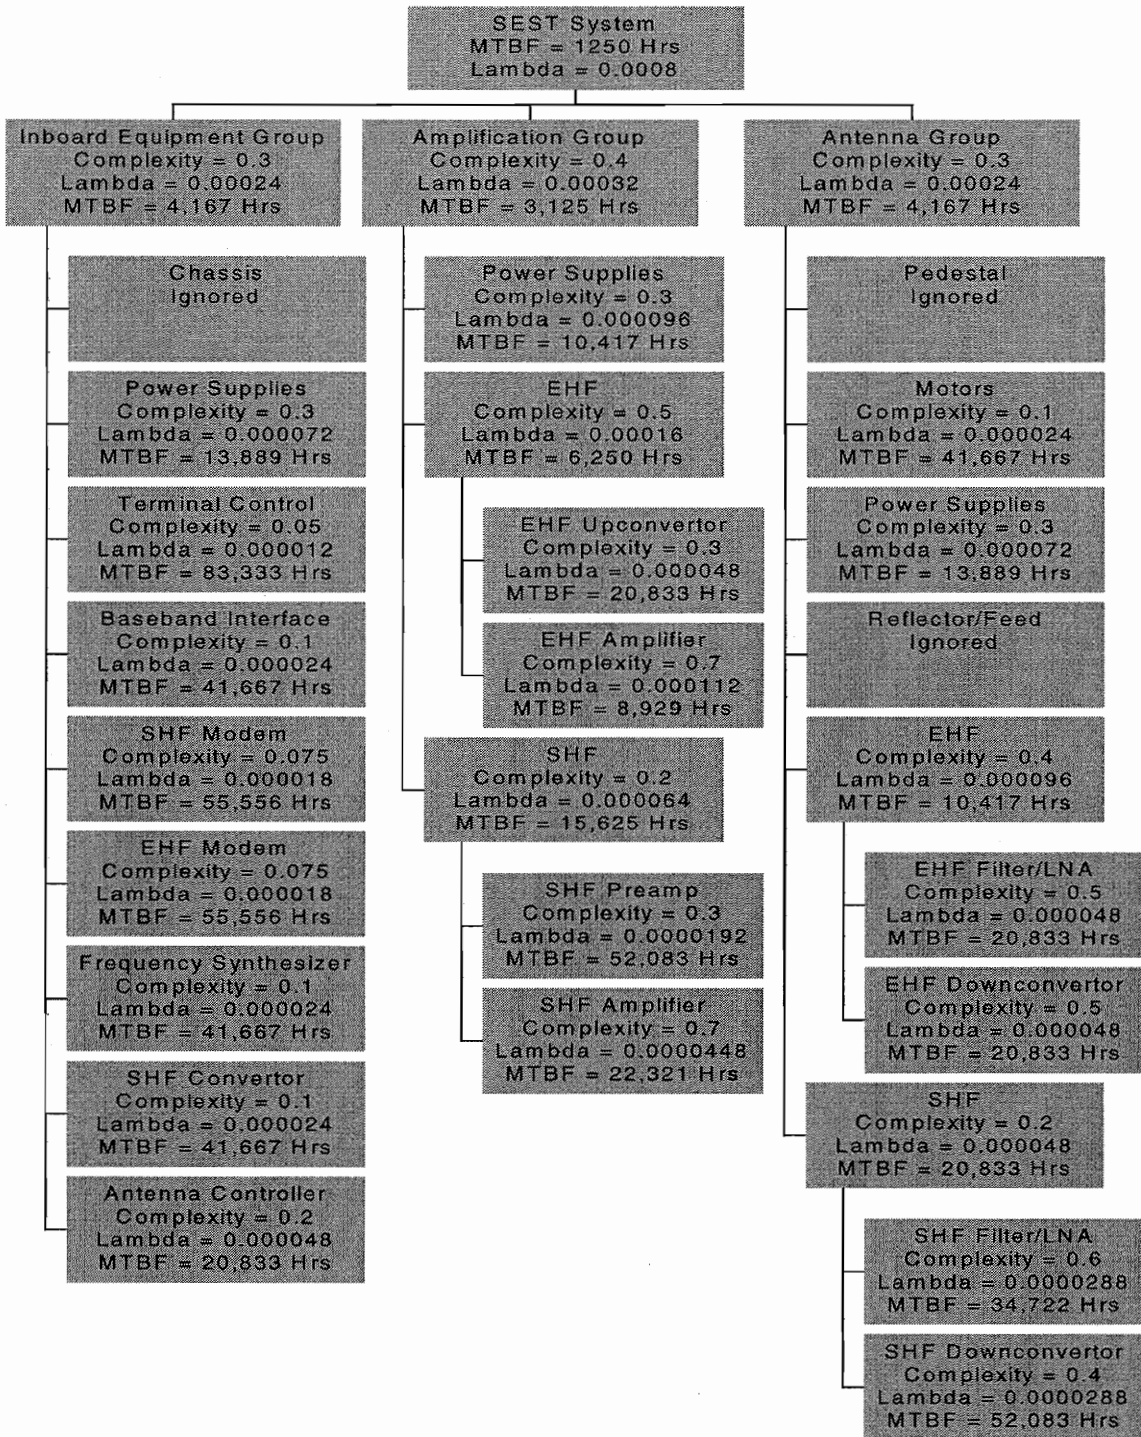 SEST System
MTBF = 1250 Hrs
Lambda = 0.0008
Inboard Equipment Group
Complexity = 0.3
Lambda = 0.00024
MTBF = 4,167 Hrs
Chassis
Ignored
Power Supplies
Complexity = 0.3
Lambda = 0.000072
MTBF = 13,889 Hrs
Terminal Control
Complexity = 0.05
Lambda = 0.000012
MTBF = 83,333 Hrs
Baseband Interface
Complexity = 0.1
Lambda = 0.000024
MTBF = 41,667 Hrs
SHF Modem
Complexity = 0.075
Lambda = 0.000018
MTBF = 55,556 Hrs
EHF Modem
Complexity = 0.075
Lambda = 0.000018
MTBF = 55,556 Hrs
Frequency Synthesizer
Complexity = 0.1
Lambda = 0.000024
MTBF = 41,667 Hrs
SHF Convertor
Complexity = 0.1
Lambda = 0.000024
MTBF = 41,667 Hrs
Antenna Controller
Complexity = 0.2
Lambda = 0.000048
MTBF = 20,833 Hrs
Amplification Group
Complexity = 0.4
Lambda = 0.00032
MTBF = 3,125 Hrs
Power Supplies
Complexity = 0.3
Lambda = 0.000096
MTBF = 10,417 Hrs
EHF
Complexity = 0.5
Lambda = 0.00016
MTBF = 6,250 Hrs
EHF Upconvertor
Complexity = 0.3
Lambda = 0.000048
MTBF = 20,833 Hrs
EHF Amplifier
Complexity = 0.7
Lambda = 0.000112
MTBF = 8,929 Hrs
SHF
Complexity = 0.2
Lambda = 0.000064
MTBF = 15,625 Hrs
SHF Preamp
Complexity = 0.3
Lambda = 0.0000192
MTBF = 52,083 Hrs
SHF Amplifier
Complexity = 0.7
Lambda = 0.0000448
MTBF = 22,321 Hrs
Antenna Group
Complexity = 0.3
Lambda = 0.00024
MTBF = 4,167 Hrs
Pedestal
Ignored
Motors
Complexity = 0.1
Lambda = 0.000024
MTBF = 41,667 Hrs
Power Supplies
Complexity = 0.3
Lambda = 0.000072
MTBF = 13,889 Hrs
Reflector/Feed
Ignored
EHF
Complexity = 0.4
Lambda = 0.000096
MTBF = 10,417 Hrs
EHF Filter/LNA
Complexity = 0.5
Lambda = 0.000048
MTBF = 20,833 Hrs
EHF Downconvertor
Complexity = 0.5
Lambda = 0.000048
MTBF = 20,833 Hrs
SHF
Complexity = 0.2
Lambda = 0.000048
MTBF = 20,833 Hrs
SHF Filter/LNA
Complexity = 0.6
Lambda = 0.0000288
MTBF = 34,722 Hrs
SHF Downconvertor
Complexity = 0.4
Lambda = 0.0000288
MTBF = 52,083 Hrs